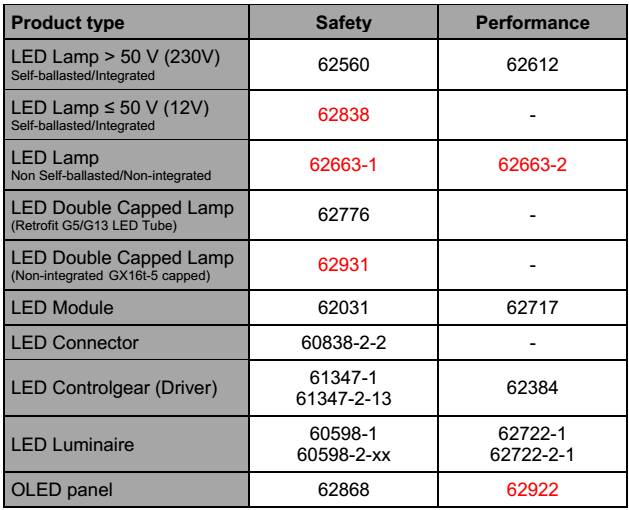 Product type Safety Performance
LED Lamp > 50 V (230V)
Self-ballasted/Integrated
62560 62612
LED Lamp ≤ 50 V (12V)
Self-ballasted/Integrated
62838 -
LED Lamp
Non Self-ballasted/Non-integrated
62663-1 62663-2
LED Double Capped Lamp
(Retrofit G5/G13 LED Tube)
62776 -
LED Double Capped Lamp
(Non-integrated GX16t-5 capped)
62931 -
LED Module 62031 62717
LED Connector 60838-2-2 -
LED Controlgear (Driver)
61347-1
61347-2-13
62384
LED Luminaire
60598-1
60598-2-xx
62722-1
62722-2-1
OLED panel 62868 62922